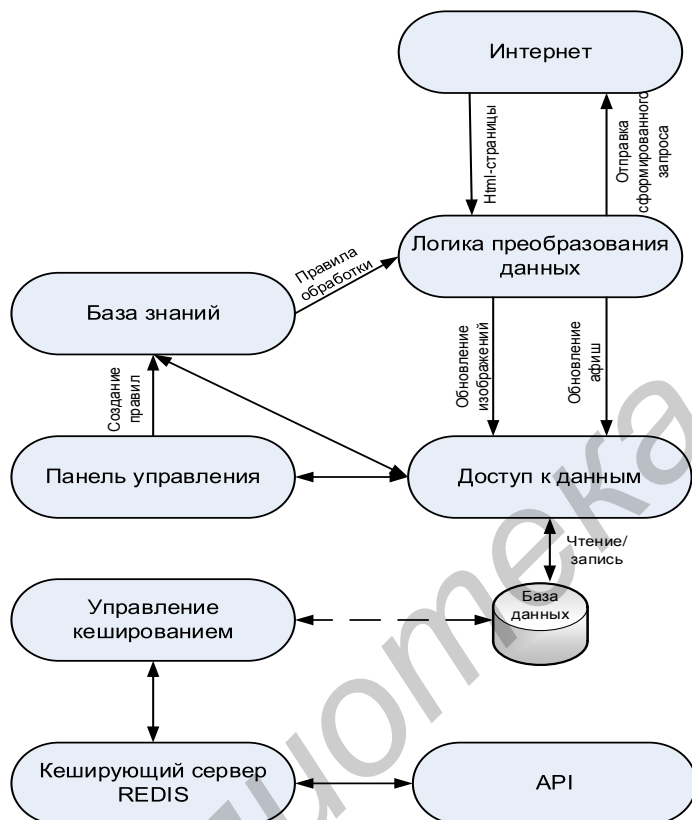 Интернет
Html-страницы
Отправка
сформированного
запроса
Логика преобразования
данных
Правила
обработки
База знаний
Создание
правил
Обновление
изображений
Обновление
афиш
Панель управления
Доступ к данным
Чтение/
запись
База
данных
Управление
кешированием
Кеширующий сервер
REDIS
API